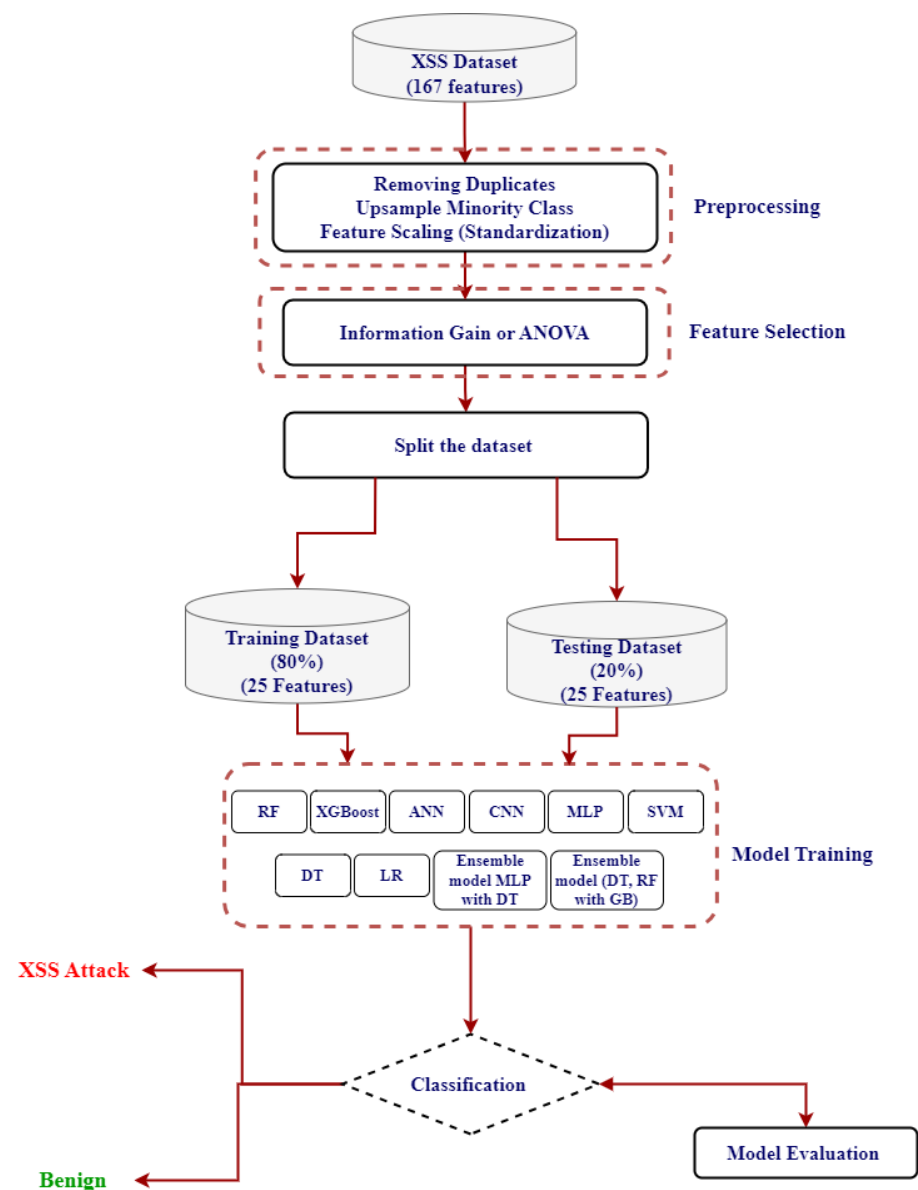 XSS Dataset
(167 features)
Removing Duplicates
Upsample Minority Class
Feature Scaling (Standardization)
Preprocessing
Information Gain or ANOVA
Feature Selection
Split the dataset
Training Dataset
(80%)
(25 Features)
Testing Dataset
(20%)
(25 Features)
RF
XGBoost
ANN
CNN
MLP
SVM
DT
LR
Ensemble
model MLP
with DT
Ensemble
model (DT, RF
with GB)
Model Training
XSS Attack
Classification
Model Evaluation
Benign